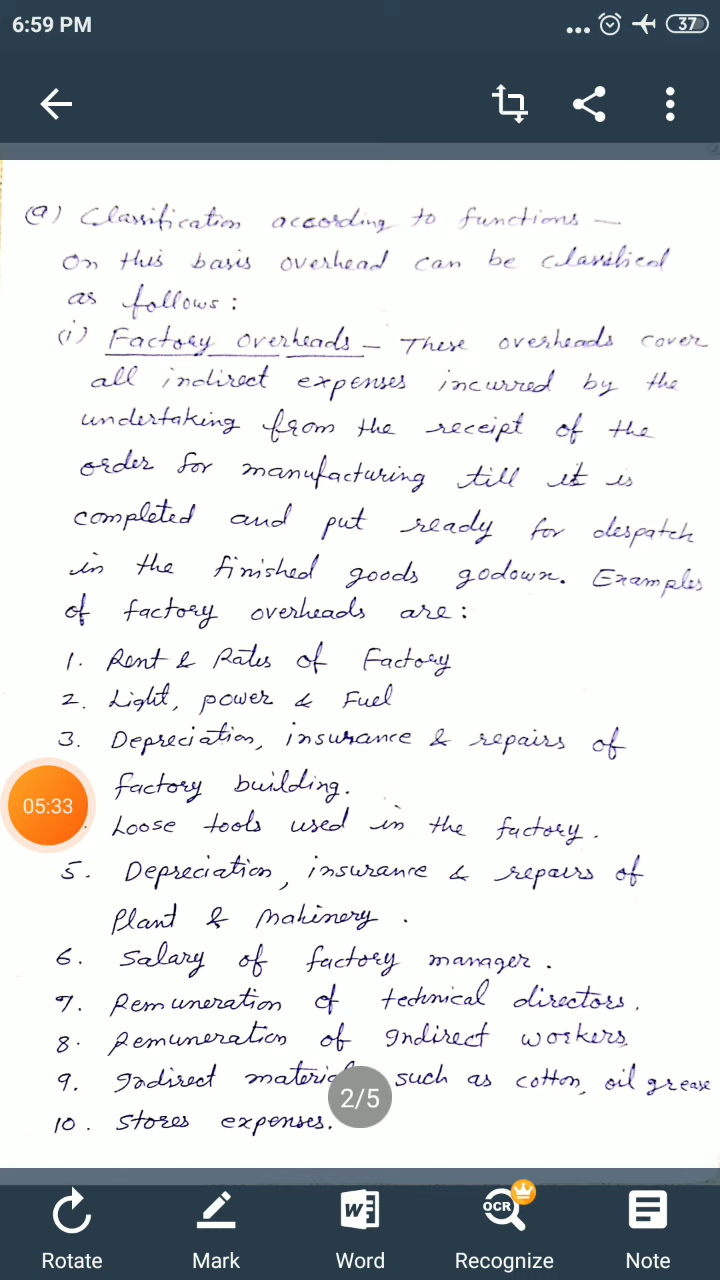 6:59 PM
37
(a) Classification according to functions —
On this basis overhead can be classified
as follows :
(i) Factory overheads — These overheads cover
all indirect expenses incurred by the
undertaking from the receipt of the
order for manufacturing till it is
completed and put ready for despatch
in the finished goods godown. Examples
of factory overheads are :
1. Rent & Rates of Factory
2. Light, power & Fuel
3. Depreciation, insurance & repairs of
factory building.
05:33
. Loose tools used in the factory.
5. Depreciation, insurance & repairs of
Plant & Mahinery .
6. Salary of factory manager.
7. Remuneration of technical directors.
8. Remuneration of Indirect workers
9. Indirect material such as cotton, oil grease
2/5
10. Stores expenses.
W
OCR
Rotate Mark Word Recognize Note